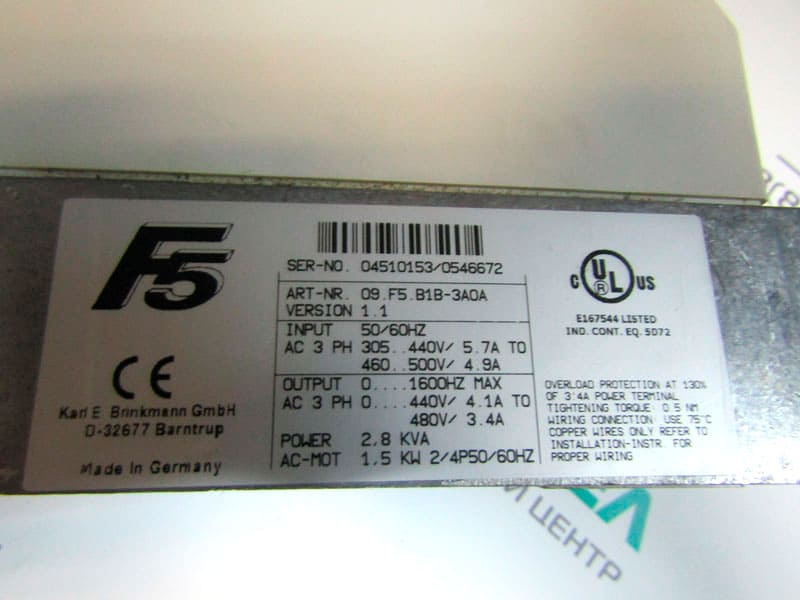 F5
SER-NO. 04510153/0546672
ART-NR. 09.F5.B1B-3A0A
VERSION 1.1
INPUT 50/60HZ
AC 3 PH 305..440V/ 5.7A TO
460..500V/ 4.9A
OUTPUT 0....1600HZ MAX
AC 3 PH 0....440V/ 4.1A TO
480V/ 3.4A
POWER 2,8 KVA
AC-MOT 1,5 KW 2/4P50/60HZ
CE
Karl E. Brinkmann GmbH
D-32677 Barntrup
Made In Germany
C UL ® US
E167544 LISTED
IND. CONT. EQ. 5D72
OVERLOAD PROTECTION AT 130%
OF 3.4A POWER TERMINAL
TIGHTENING TORQUE 0.5 NM
WIRING CONNECTION USE 75°C
COPPER WIRES ONLY REFER TO
INSTALLATION-INSTR. FOR
PROPER WIRING
ЦЕНТР